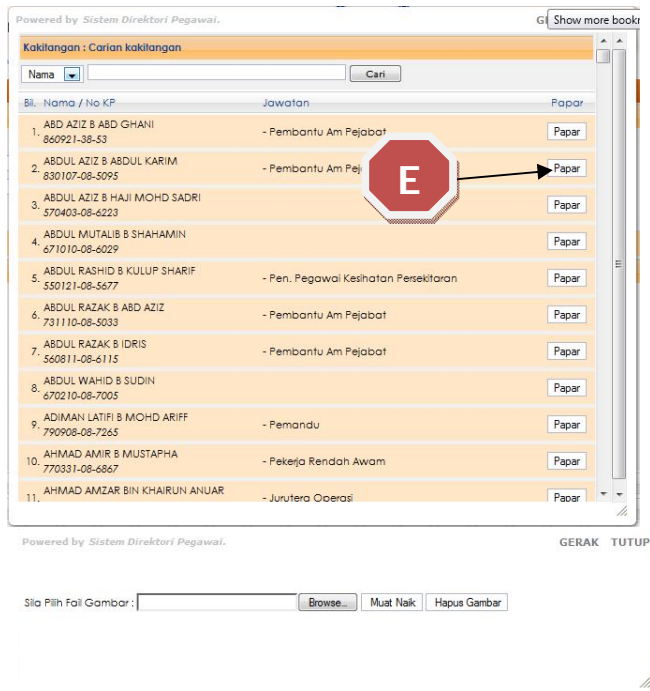 Powered by Sistem Direktori Pegawai.
Show more bookr
Kakitangan : Carian kakitangan
Nama Cari
Bil. Nama / No KP Jawatan Papar
1. ABD AZIZ B ABD GHANI - Pembantu Am Pejabat Papar
860921-38-53
2. ABDUL AZIZ B ABDUL KARIM - Pembantu Am Pej Papar
830107-08-5095
E
3. ABDUL AZIZ B HAJI MOHD SADRI Papar
570403-08-6223
4. ABDUL MUTALIB B SHAHAMIN Papar
671010-08-6029
5. ABDUL RASHID B KULUP SHARIF - Pen. Pegawai Kesihatan Persekitaran Papar
550121-08-5677
6. ABDUL RAZAK B ABD AZIZ - Pembantu Am Pejabat Papar
731110-08-5033
7. ABDUL RAZAK B IDRIS - Pembantu Am Pejabat Papar
560811-08-6115
8. ABDUL WAHID B SUDIN Papar
670210-08-7005
9. ADIMAN LATIFI B MOHD ARIFF - Pemandu Papar
790908-08-7265
10. AHMAD AMIR B MUSTAPHA - Pekerja Rendah Awam Papar
770331-08-6867
11. AHMAD AMZAR BIN KHAIRUN ANUAR - Jurutera Operasi Papar
Powered by Sistem Direktori Pegawai. GERAK TUTUP
Sila Pilih Fail Gambar : Browse... Muat Naik Hapus Gambar